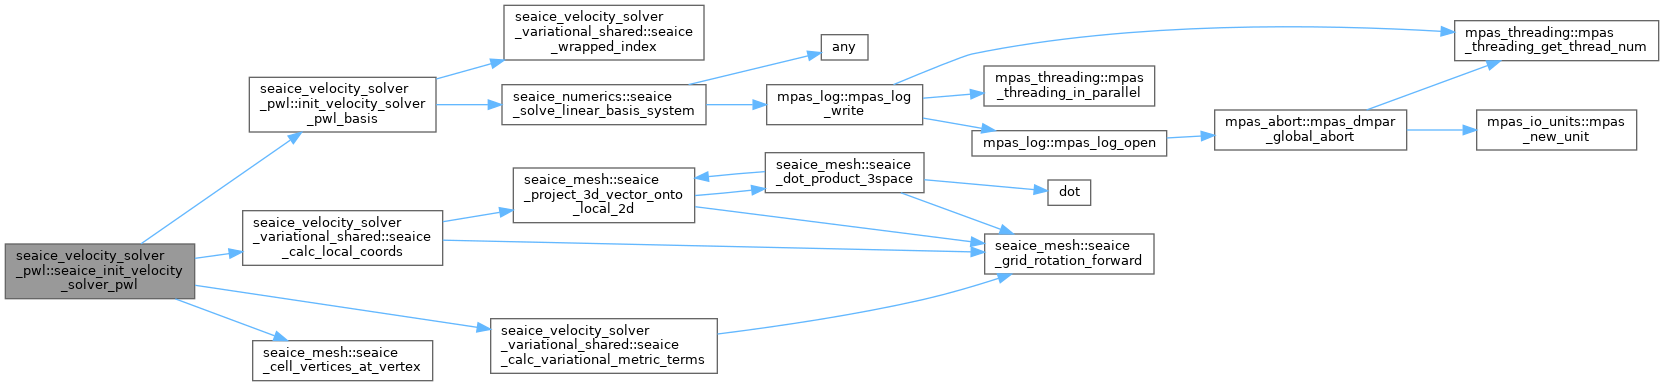 seaice_velocity_solver
_pwl::seaice_init_velocity
_solver_pwl
seaice_velocity_solver
_pwl::init_velocity_solver
_pwl_basis
seaice_velocity_solver
_variational_shared::seaice
_wrapped_index
seaice_numerics::seaice
_solve_linear_basis_system
any
mpas_log::mpas_log
_write
mpas_threading::mpas
_threading_get_thread_num
mpas_threading::mpas
_threading_in_parallel
mpas_log::mpas_log_open
mpas_abort::mpas_dmpar
_global_abort
mpas_io_units::mpas
_new_unit
seaice_velocity_solver
_variational_shared::seaice
_calc_local_coords
seaice_mesh::seaice
_project_3d_vector_onto
_local_2d
seaice_mesh::seaice
_dot_product_3space
dot
seaice_mesh::seaice
_grid_rotation_forward
seaice_velocity_solver
_variational_shared::seaice
_calc_variational_metric_terms
seaice_mesh::seaice
_cell_vertices_at_vertex